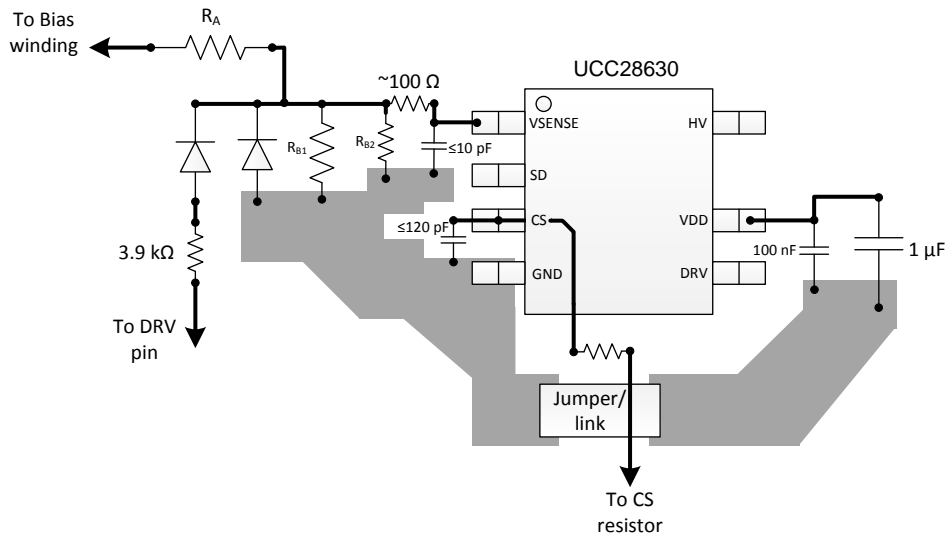 To Bias
winding
RA
UCC28630
~100 Ω
VSENSE
HV
RB1
RB2
≤10 pF
SD
CS
VDD
≤120 pF
3.9 kΩ
100 nF
1 µF
GND
DRV
To DRV
pin
Jumper/
link
To CS
resistor